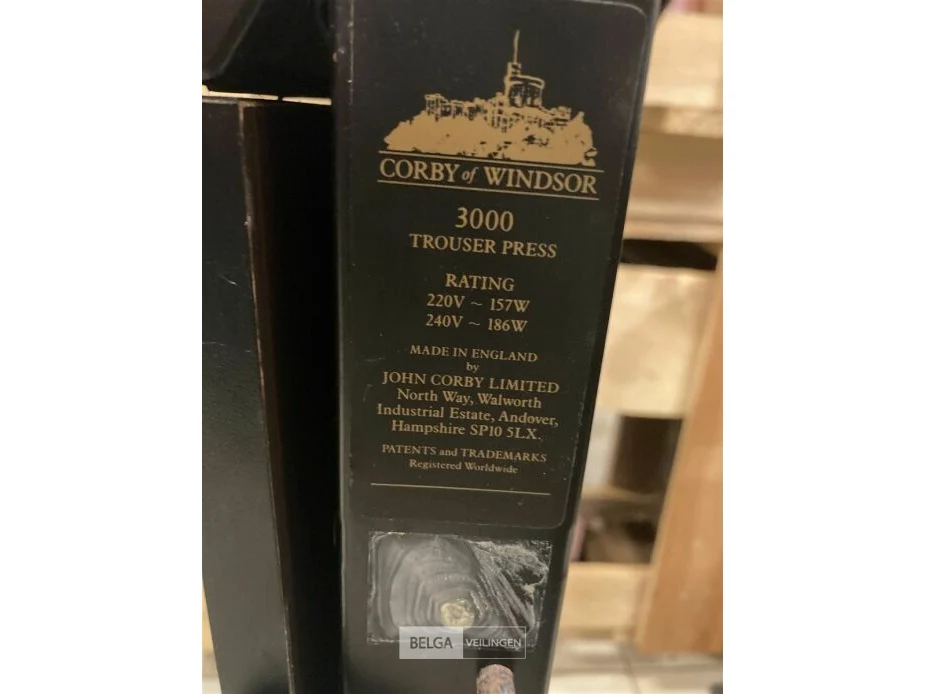 CORBY of WINDSOR
3000
TROUSER PRESS
RATING
220V ~ 157W
240V ~ 186W
MADE IN ENGLAND
by
JOHN CORBY LIMITED
North Way, Walworth
Industrial Estate, Andover,
Hampshire SP10 5LX.
PATENTS and TRADEMARKS
Registered Worldwide
BELGA VEILINGEN